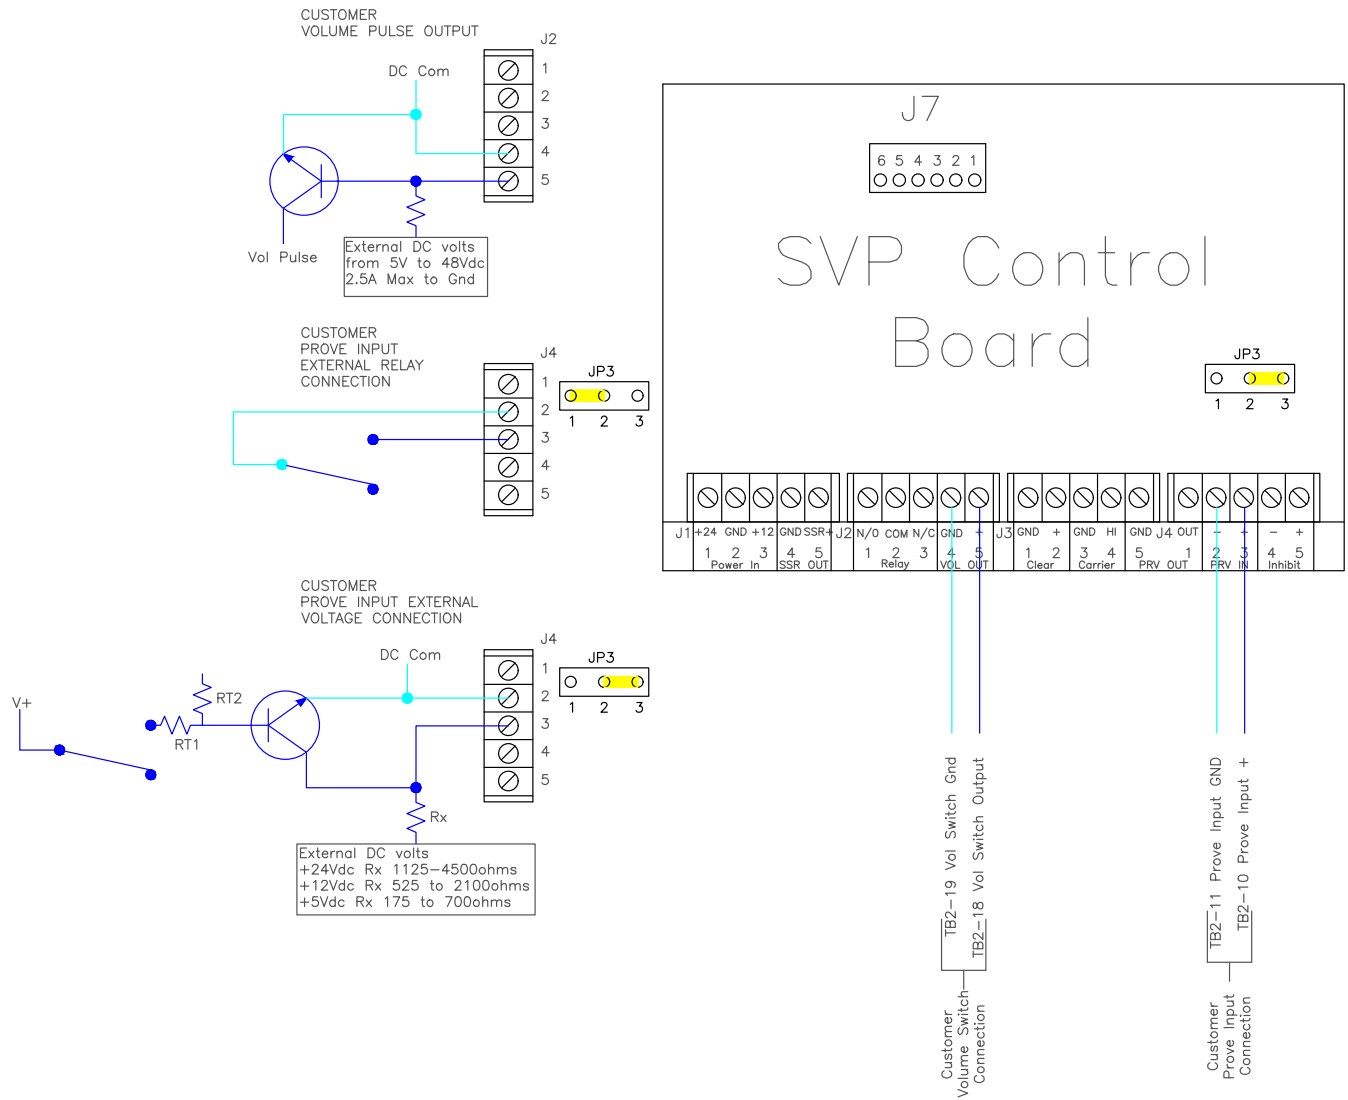 CUSTOMER
VOLUME PULSE OUTPUT
J2
DC Com
1
2
3
4
5
Vol Pulse
External DC volts
from 5V to 48Vdc
2.5A Max to Gnd
CUSTOMER
PROVE INPUT
EXTERNAL RELAY
CONNECTION
J4
1
2
3
4
5
JP3
1 2 3
CUSTOMER
PROVE INPUT EXTERNAL
VOLTAGE CONNECTION
J4
DC Com
1
2
3
4
5
JP3
1 2 3
V+
RT2
RT1
Rx
External DC volts
+24Vdc Rx 1125-4500ohms
+12Vdc Rx 525 to 2100ohms
+5Vdc Rx 175 to 700ohms
J7
6 5 4 3 2 1
SVP Control
Board
JP3
1 2 3
J1 +24 GND +12 GND SSR+ J2 N/O COM N/C GND + J3 GND + GND HI GND J4 OUT - + - +
1 2 3 4 5 1 2 3 4 5 1 2 3 4 5 1 2 3 4 5
Power In SSR OUT Relay VOL OUT Clear Carrier PRV OUT PRV IN Inhibit
TB2-19 Vol Switch Gnd
TB2-18 Vol Switch Output
Customer
Volume Switch
Connection
TB2-11 Prove Input GND
TB2-10 Prove Input +
Customer
Prove Input
Connection